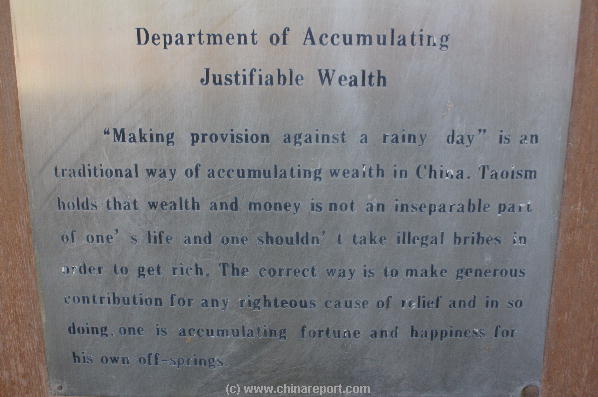 Department of Accumulating
Justifiable Wealth
“Making provision against a rainy day” is an
traditional way of accumulating wealth in China. Taoism
holds that wealth and money is not an inseparable part
of one’ s life and one shouldn’ t take illegal bribes in
order to get rich. The correct way is to make generous
contribution for any righteous cause of relief and in so
doing, one is accumulating fortune and happiness for
his own off-springs.
(c) www.chinareport.com